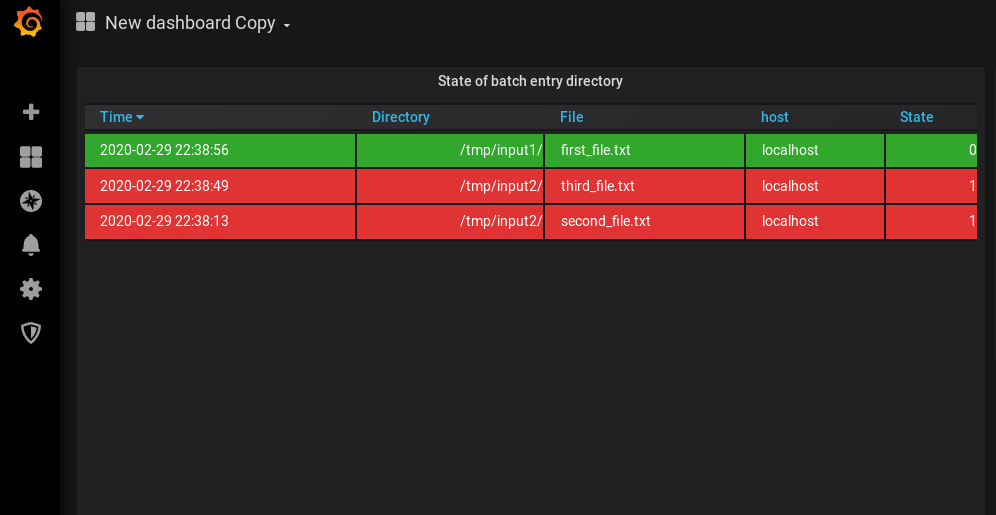 New dashboard Copy
State of batch entry directory
Time Directory File host State
2020-02-29 22:38:56 /tmp/input1/ first_file.txt localhost 0
2020-02-29 22:38:49 /tmp/input2/ third_file.txt localhost 1
2020-02-29 22:38:13 /tmp/input2/ second_file.txt localhost 1